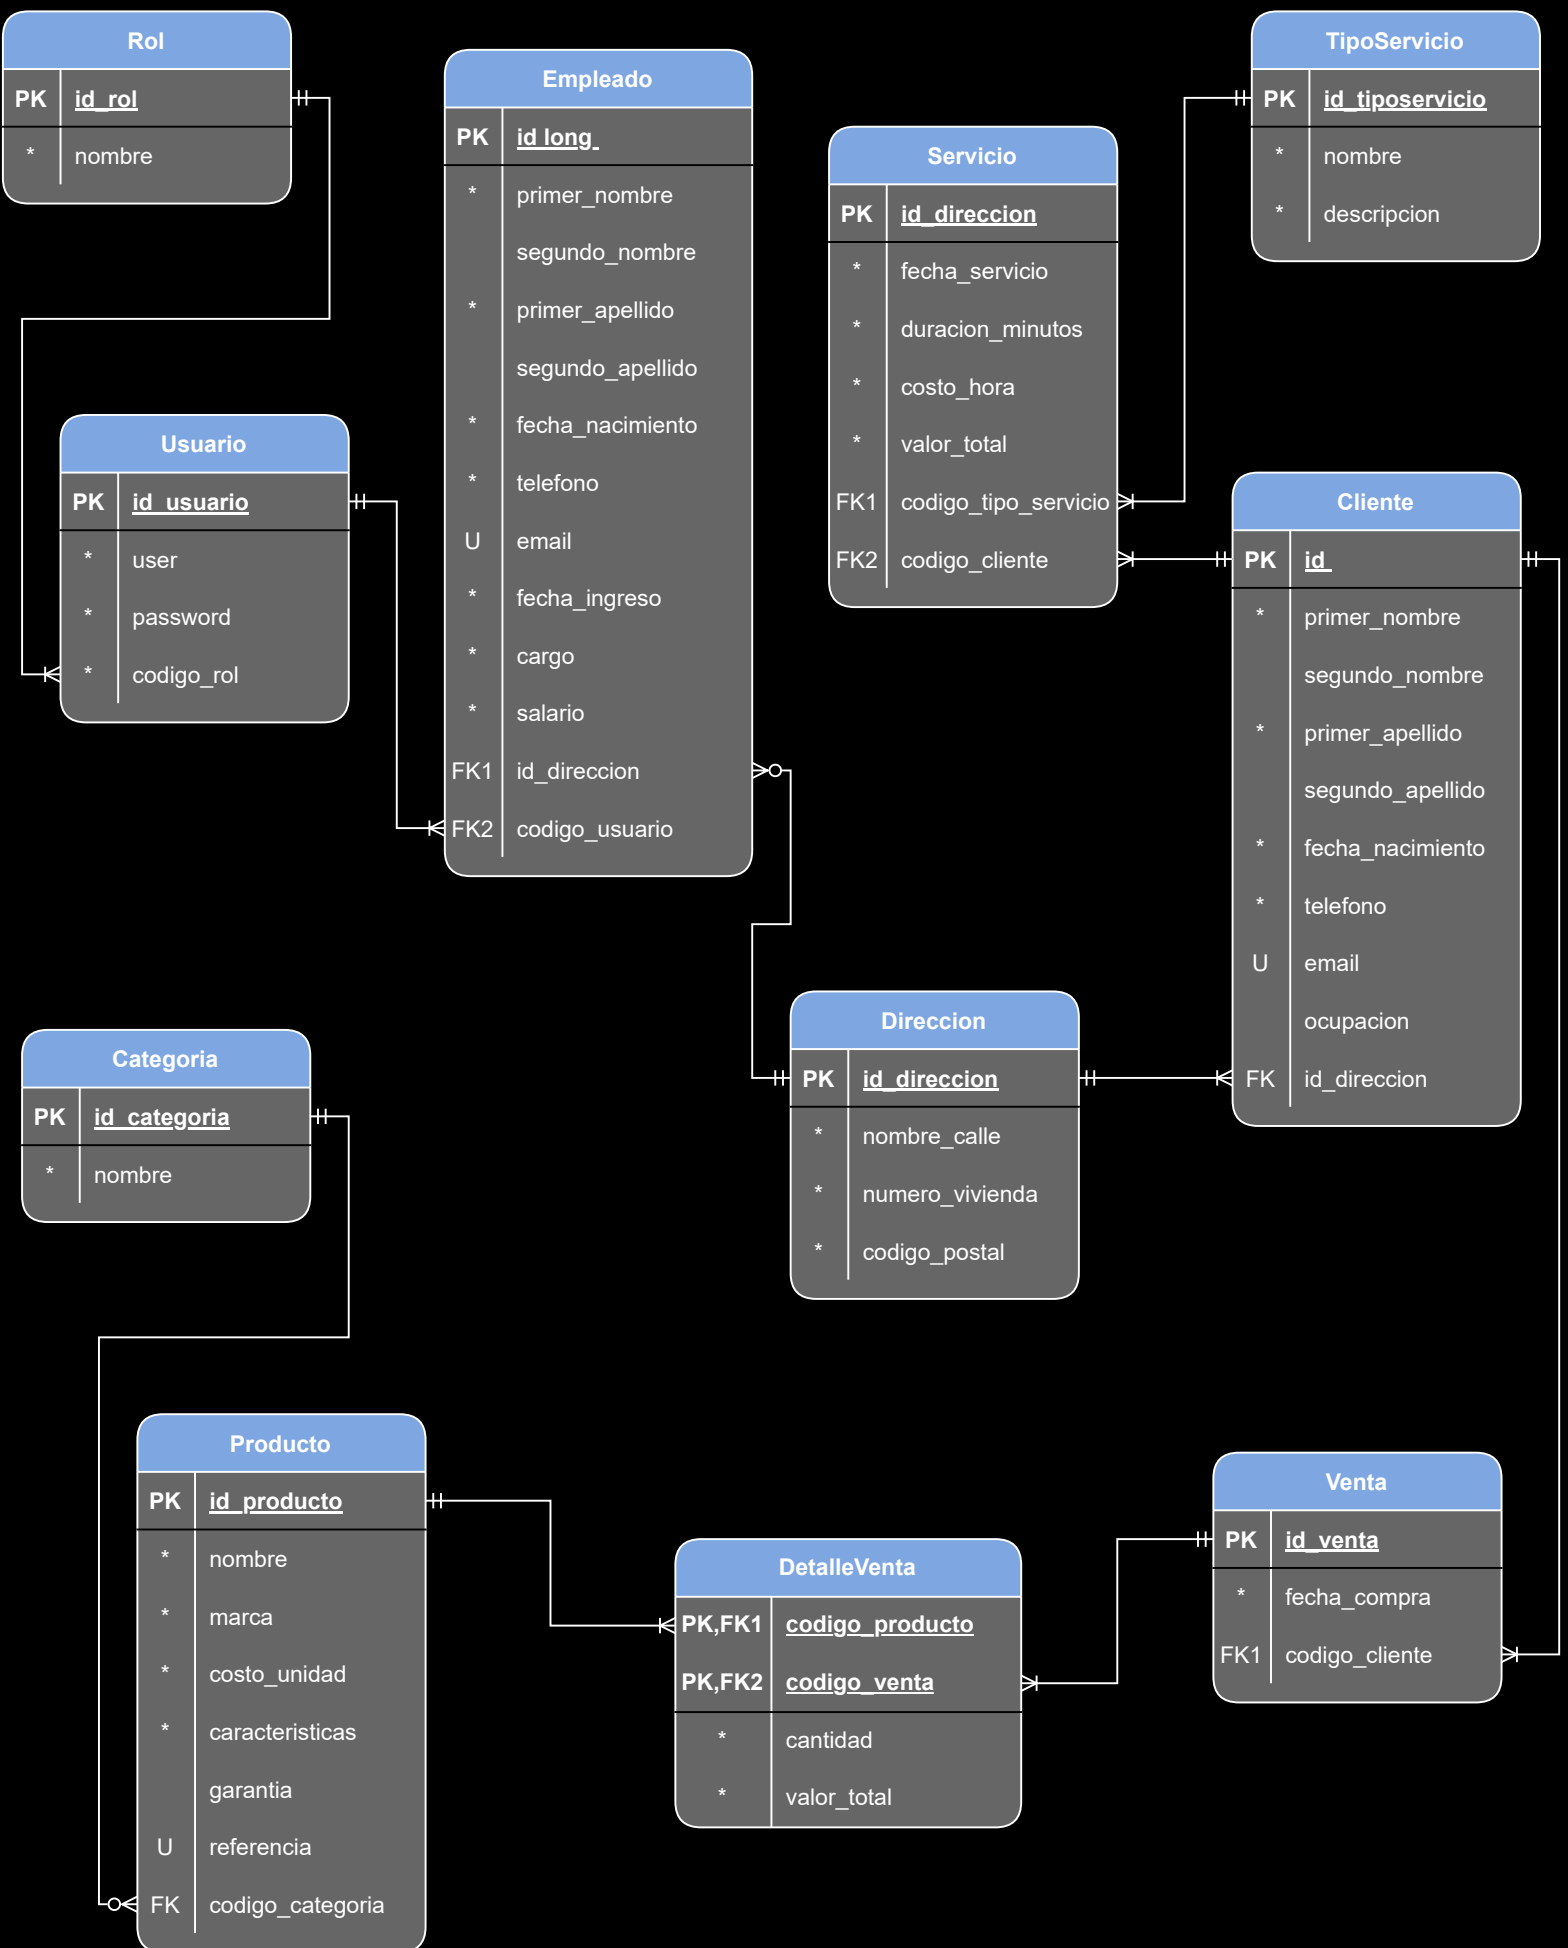 Rol
PK id_rol
* nombre
Empleado
PK id long
* primer_nombre
segundo_nombre
* primer_apellido
segundo_apellido
* fecha_nacimiento
* telefono
U email
* fecha_ingreso
* cargo
* salario
FK1 id_direccion
FK2 codigo_usuario
TipoServicio
PK id_tiposervicio
* nombre
* descripcion
Servicio
PK id_direccion
* fecha_servicio
* duracion_minutos
* costo_hora
* valor_total
FK1 codigo_tipo_servicio
FK2 codigo_cliente
Usuario
PK id_usuario
* user
* password
* codigo_rol
Cliente
PK id
* primer_nombre
segundo_nombre
* primer_apellido
segundo_apellido
* fecha_nacimiento
* telefono
U email
ocupacion
FK id_direccion
Direccion
PK id_direccion
* nombre_calle
* numero_vivienda
* codigo_postal
Categoria
PK id_categoria
* nombre
Producto
PK id_producto
* nombre
* marca
* costo_unidad
* caracteristicas
garantia
U referencia
FK codigo_categoria
DetalleVenta
PK,FK1 codigo_producto
PK,FK2 codigo_venta
* cantidad
* valor_total
Venta
PK id_venta
* fecha_compra
FK1 codigo_cliente